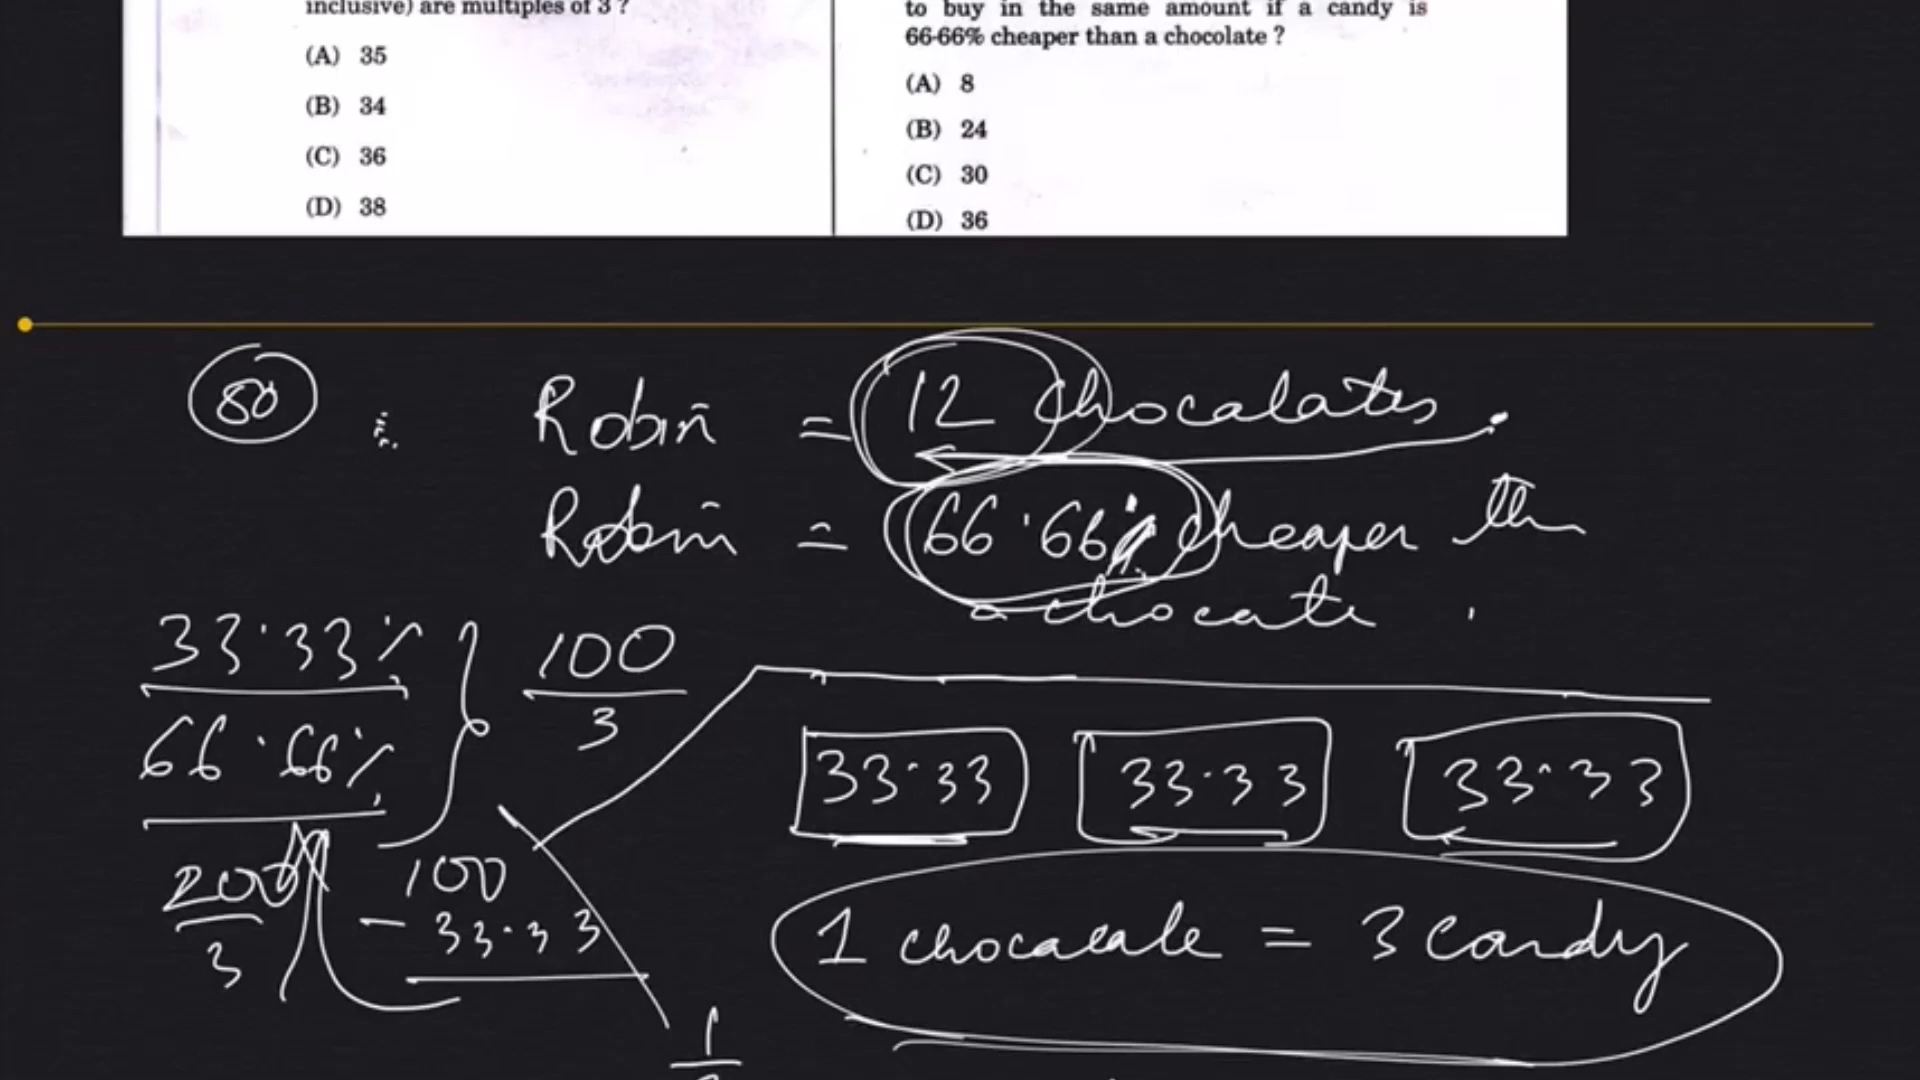 inclusive) are multiples of 3 ?
(A) 35
(B) 34
(C) 36
(D) 38
to buy in the same amount if a candy is
66·66% cheaper than a chocolate ?
(A) 8
(B) 24
(C) 30
(D) 36
80 : Robin = 12 Chocalates.
Robin = 66·66% cheaper
a chocate .
33·33%
66·66%
200
3
100
3
100
- 33·33
33·33 33·33 33·33
1 = 3 candy
1